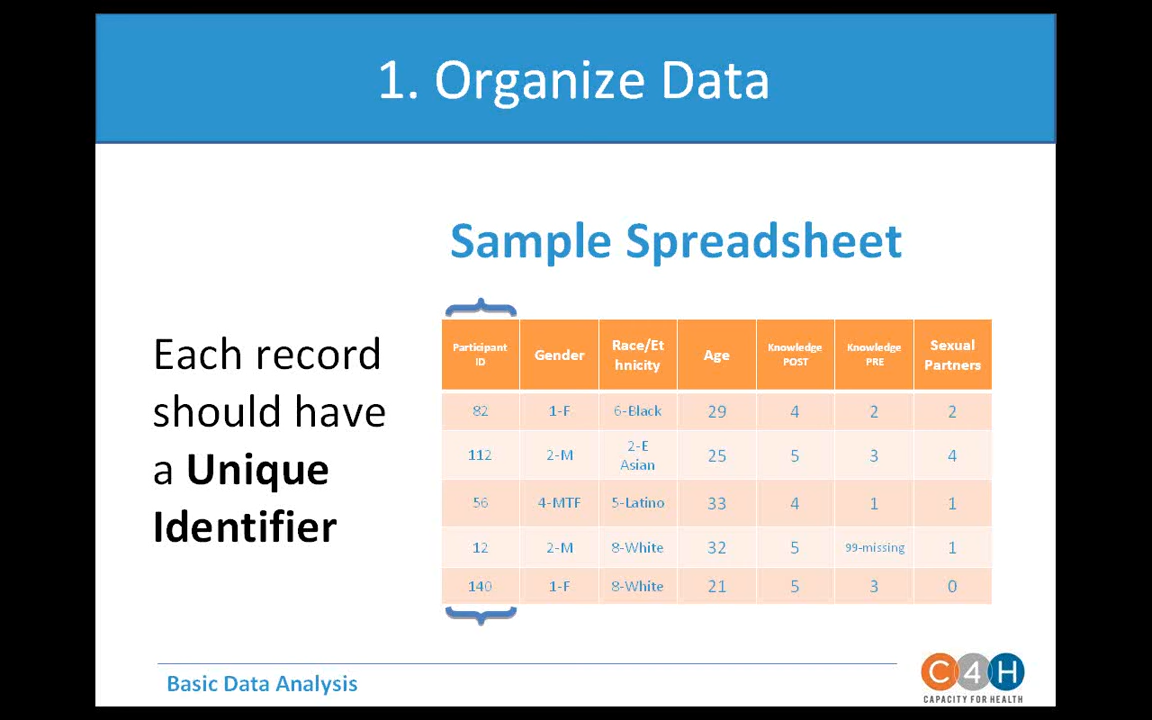 1. Organize Data
Sample Spreadsheet
Each record
should have
a Unique
Identifier
Participant ID Gender Race/Et hnicity Age Knowledge POST Knowledge PRE Sexual Partners
82 1-F 6-Black 29 4 2 2
112 2-M 2-E Asian 25 5 3 4
56 4-MTF 5-Latino 33 4 1 1
12 2-M 8-White 32 5 99-missing 1
140 1-F 8-White 21 5 3 0
Basic Data Analysis
C4H
CAPACITY FOR HEALTH